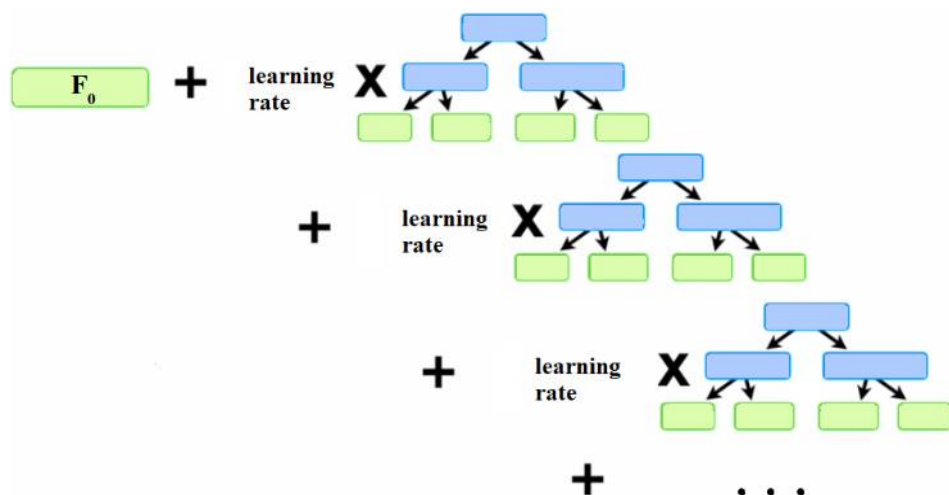 F₀ + learning rate X
+ learning rate X
+ learning rate X
+ ...